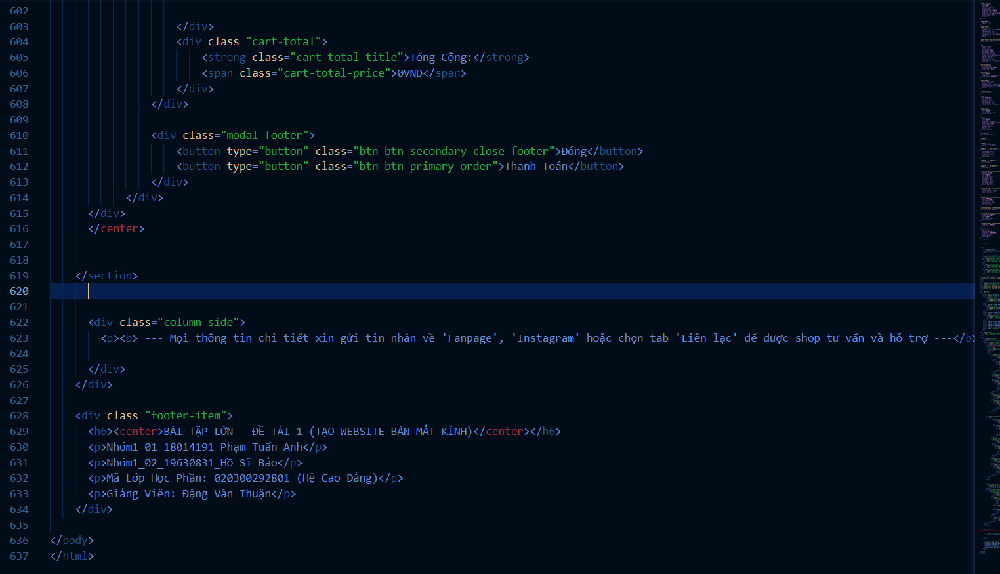 602
603 </div>
604 <div class="cart-total">
605 <strong class="cart-total-title">Tổng Cộng:</strong>
606 <span class="cart-total-price">0VNĐ</span>
607 </div>
608 </div>
609
610 <div class="modal-footer">
611 <button type="button" class="btn btn-secondary close-footer">Đóng</button>
612 <button type="button" class="btn btn-primary order">Thanh Toán</button>
613 </div>
614 </div>
615 </div>
616 </center>
617
618
619 </section>
620
621
622 <div class="column-side">
623 <p><b> --- Mọi thông tin chi tiết xin gửi tin nhắn về 'Fanpage', 'Instagram' hoặc chọn tab 'Liên lạc' để được shop tư vấn và hỗ trợ ---</b>
624
625 </div>
626 </div>
627
628 <div class="footer-item">
629 <h6><center>BÀI TẬP LỚN - ĐỀ TÀI 1 (TẠO WEBSITE BÁN MẮT KÍNH)</center></h6>
630 <p>Nhóm1_01_18014191_Phạm Tuấn Anh</p>
631 <p>Nhóm1_02_19630831_Hồ Sĩ Bảo</p>
632 <p>Mã Lớp Học Phần: 020300292801 (Hệ Cao Đẳng)</p>
633 <p>Giảng Viên: Đặng Văn Thuận</p>
634 </div>
635
636 </body>
637 </html>